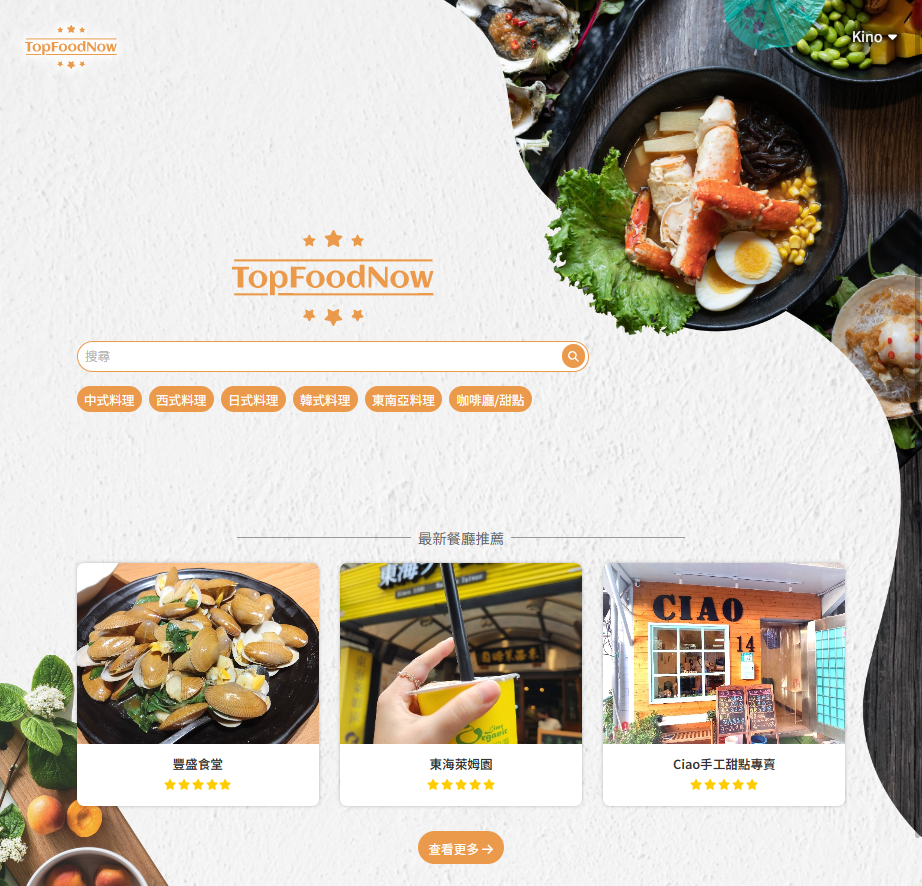 TopFoodNow
Kino
TopFoodNow
搜尋
中式料理 西式料理 日式料理 韓式料理 東南亞料理 咖啡廳/甜點
最新餐廳推薦
東海
CIAO
14
Organic
豐盛食堂
東海萊姆園
Ciao手工甜點專賣
查看更多 →